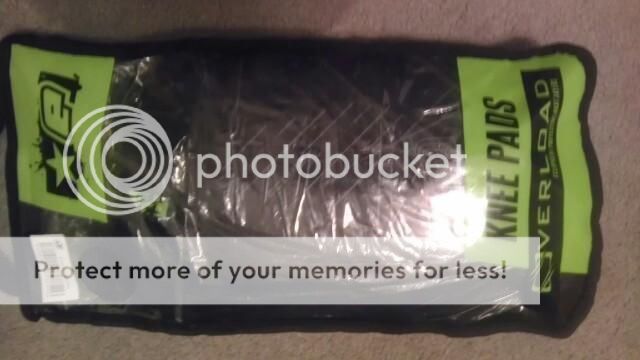 photobucket
Protect more of your memories for less!
KNEE PADS
OVERLOAD